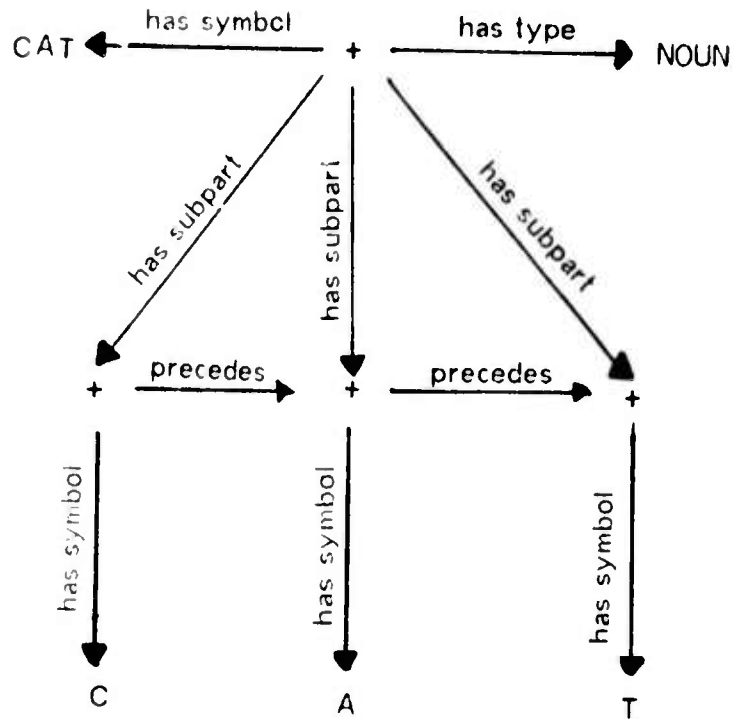 CAT has symbol + has type NOUN
has subpart has subpart has subpart
+ precedes + precedes +
has symbol has symbol has symbol
C A T